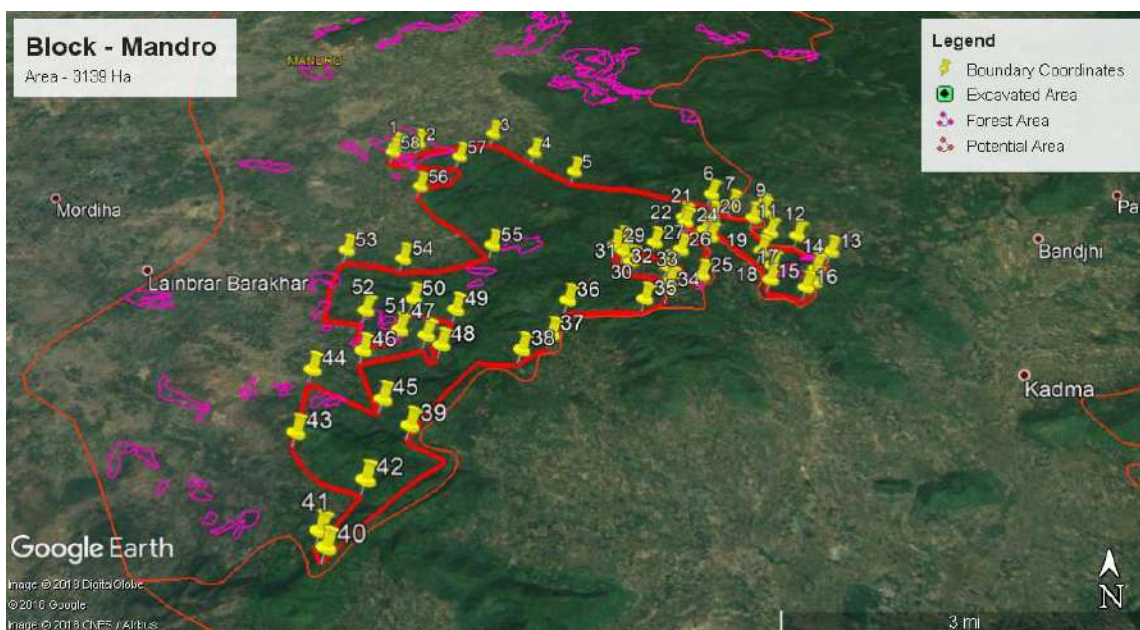 Block - Mandro
Area - 3139 Ha
MANDRO
Legend
Boundary Coordinates
Excavated Area
Forest Area
Potential Area
1
58
2
3
57
4
5
56
6
7
9
21
20
22
24
11
12
13
14
19
17
15
16
18
29
27
26
31
32
33
30
34
25
35
36
37
38
53
54
55
52
50
49
51
47
48
46
44
45
43
39
42
41
40
Mordiha
Lainbrar Barakhar
Pa
Bandjhi
Kadma
Google Earth
Image © 2018 DigitalGlobe
© 2018 Google
Image © 2018 CNES / Airbus
N
3 mi